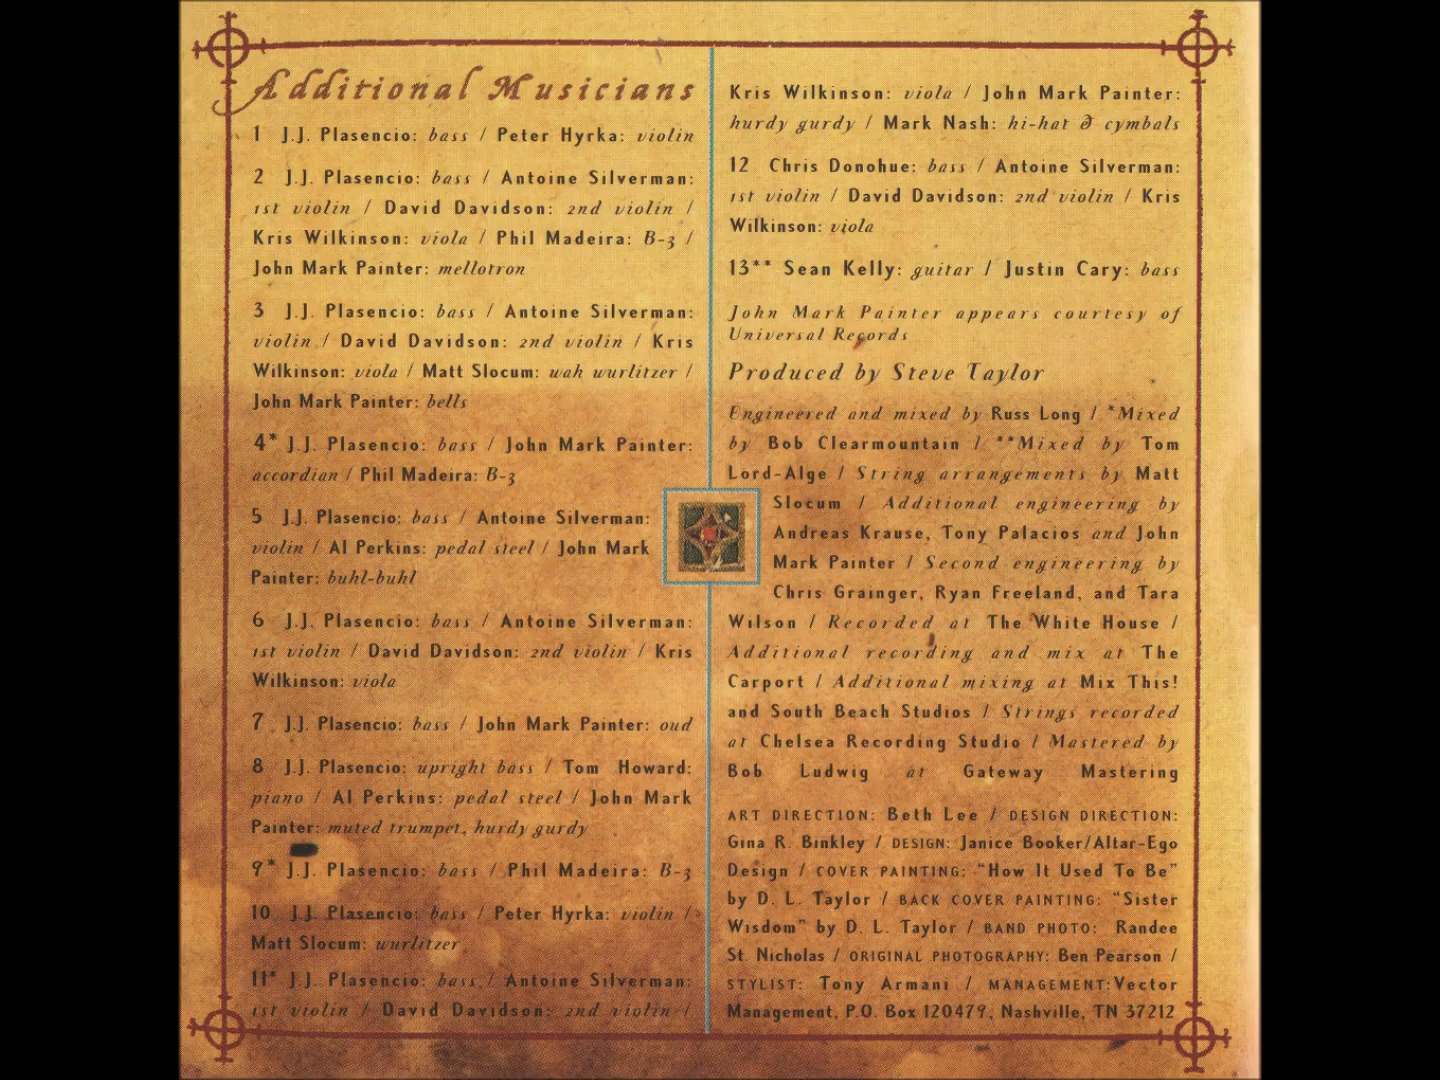 Additional Musicians
1 J.J. Plasencio: bass / Peter Hyrka: violin
2 J.J. Plasencio: bass / Antoine Silverman:
1st violin / David Davidson: 2nd violin /
Kris Wilkinson: viola / Phil Madeira: B-3 /
John Mark Painter: mellotron
3 J.J. Plasencio: bass / Antoine Silverman:
violin / David Davidson: 2nd violin / Kris
Wilkinson: viola / Matt Slocum: wah wurlitzer /
John Mark Painter: bells
4* J.J. Plasencio: bass / John Mark Painter:
accordian / Phil Madeira: B-3
5 J.J. Plasencio: bass / Antoine Silverman:
violin / Al Perkins: pedal steel / John Mark
Painter: buhl-buhl
6 J.J. Plasencio: bass / Antoine Silverman:
1st violin / David Davidson: 2nd violin / Kris
Wilkinson: viola
7 J.J. Plasencio: bass / John Mark Painter: oud
8 J.J. Plasencio: upright bass / Tom Howard:
piano / Al Perkins: pedal steel / John Mark
Painter: muted trumpet, hurdy gurdy
9* J.J. Plasencio: bass / Phil Madeira: B-3
10 J.J. Plasencio: bass / Peter Hyrka: violin /
Matt Slocum: wurlitzer
11* J.J. Plasencio: bass / Antoine Silverman:
1st violin / David Davidson: 2nd violin /
Kris Wilkinson: viola / John Mark Painter:
hurdy gurdy / Mark Nash: hi-hat & cymbals
12 Chris Donohue: bass / Antoine Silverman:
1st violin / David Davidson: 2nd violin / Kris
Wilkinson: viola
13** Sean Kelly: guitar / Justin Cary: bass
John Mark Painter appears courtesy of
Universal Records
Produced by Steve Taylor
Engineered and mixed by Russ Long / *Mixed
by Bob Clearmountain / **Mixed by Tom
Lord-Alge / String arrangements by Matt
Slocum / Additional engineering by
Andreas Krause, Tony Palacios and John
Mark Painter / Second engineering by
Chris Grainger, Ryan Freeland, and Tara
Wilson / Recorded at The White House /
Additional recording and mix at The
Carport / Additional mixing at Mix This!
and South Beach Studios / Strings recorded
at Chelsea Recording Studio / Mastered by
Bob Ludwig at Gateway Mastering
ART DIRECTION: Beth Lee / DESIGN DIRECTION:
Gina R. Binkley / DESIGN: Janice Booker/Altar-Ego
Design / COVER PAINTING: "How It Used To Be"
by D. L. Taylor / BACK COVER PAINTING: "Sister
Wisdom" by D. L. Taylor / BAND PHOTO: Randee
St. Nicholas / ORIGINAL PHOTOGRAPHY: Ben Pearson /
STYLIST: Tony Armani / MANAGEMENT:Vector
Management, P.O. Box 120479, Nashville, TN 37212